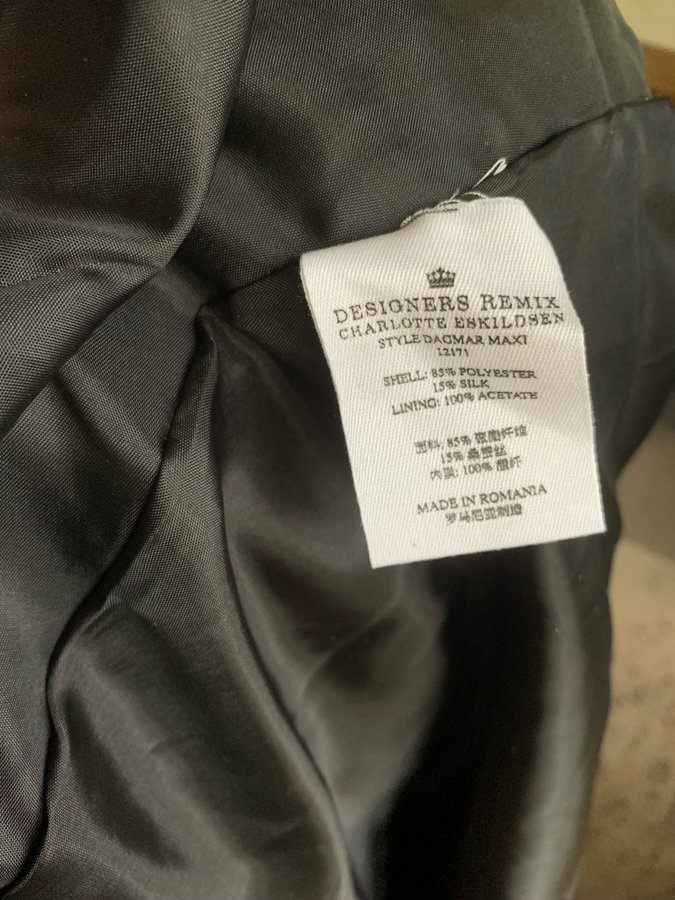 DESIGNERS REMIX
CHARLOTTE ESKILDSEN
STYLE DAGMAR MAXI
12171
SHELL: 85% POLYESTER
15% SILK
LINING: 100% ACETATE
面料: 85% 聚酯纤维
15% 桑蚕丝
内里: 100% 醋纤
MADE IN ROMANIA
罗马尼亚制造